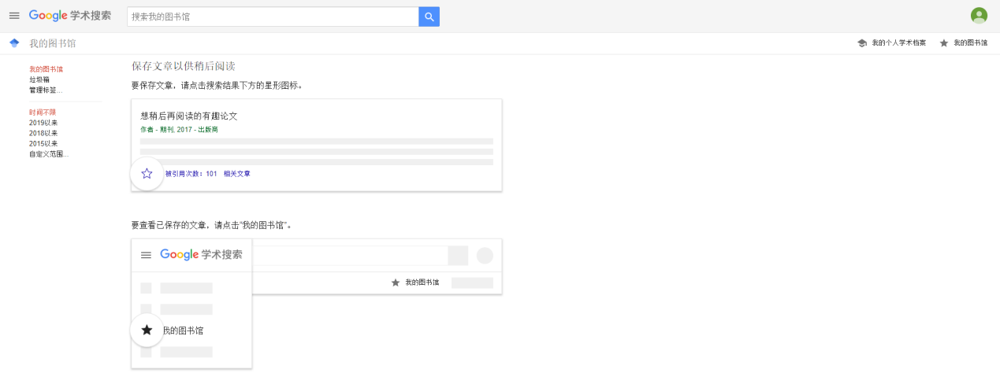 Google 学术搜索
搜索我的图书馆
我的图书馆
我的个人学术档案
我的图书馆
我的图书馆
垃圾箱
管理标签...
时间不限
2019以来
2018以来
2015以来
自定义范围...
保存文章以供稍后阅读
要保存文章，请点击搜索结果下方的星形图标。
想稍后再阅读的有趣论文
作者 - 期刊, 2017 - 出版商
被引用次数：101 相关文章
要查看已保存的文章，请点击“我的图书馆”。
Google 学术搜索
我的图书馆
我的图书馆